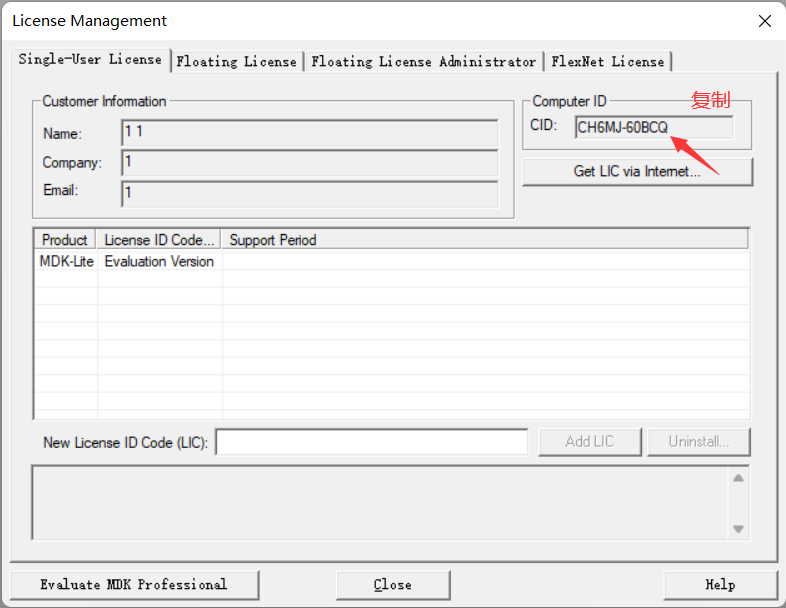 License Management
Single-User License
Floating License
Floating License Administrator
FlexNet License
Customer Information
Name:
1 1
Company:
1
Email:
1
Computer ID
复制
CID:
CH6MJ-60BCQ
Get LIC via Internet...
Product
License ID Code...
Support Period
MDK-Lite
Evaluation Version
New License ID Code (LIC):
Add LIC
Uninstall...
Evaluate MDK Professional
Close
Help